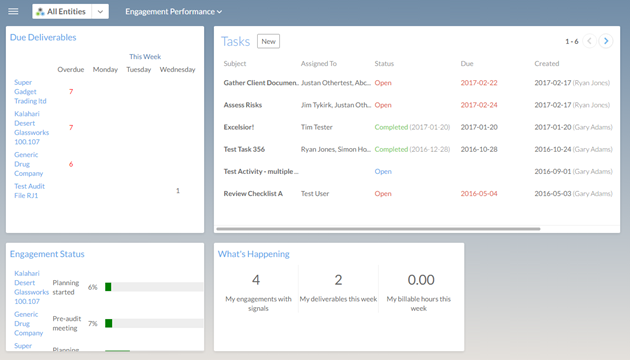 All Entities
Engagement Performance
Due Deliverables
This Week
Overdue Monday Tuesday Wednesday
Super
Gadget
Trading ltd
7
Kalahari
Desert
Glassworks
100.107
7
Generic
Drug
Company
6
Test Audit
File RJ1
1
Tasks New 1 - 6
Subject Assigned To Status Due Created
Gather Client Documen.. Justan Othertest, Abc... Open 2017-02-22 2017-02-17 (Ryan Jones)
Assess Risks Jim Tykirk, Justan Oth... Open 2017-02-24 2017-02-17 (Ryan Jones)
Excelsior! Tim Tester Completed (2017-01-20) 2017-01-20 2017-01-20 (Gary Adams)
Test Task 356 Ryan Jones, Simon Ho... Completed (2016-12-28) 2016-10-28 2016-10-24 (Gary Adams)
Test Activity - multiple ... Open 2016-09-01 (Gary Adams)
Review Checklist A Test User Open 2016-05-04 2016-05-03 (Gary Adams)
Engagement Status
Kalahari
Desert
Glassworks
100.107
Planning
started
6%
Generic
Drug
Company
Pre-audit
meeting
7%
Super
Planning
What's Happening
4 2 0.00
My engagements with
signals
My deliverables this week
My billable hours this
week